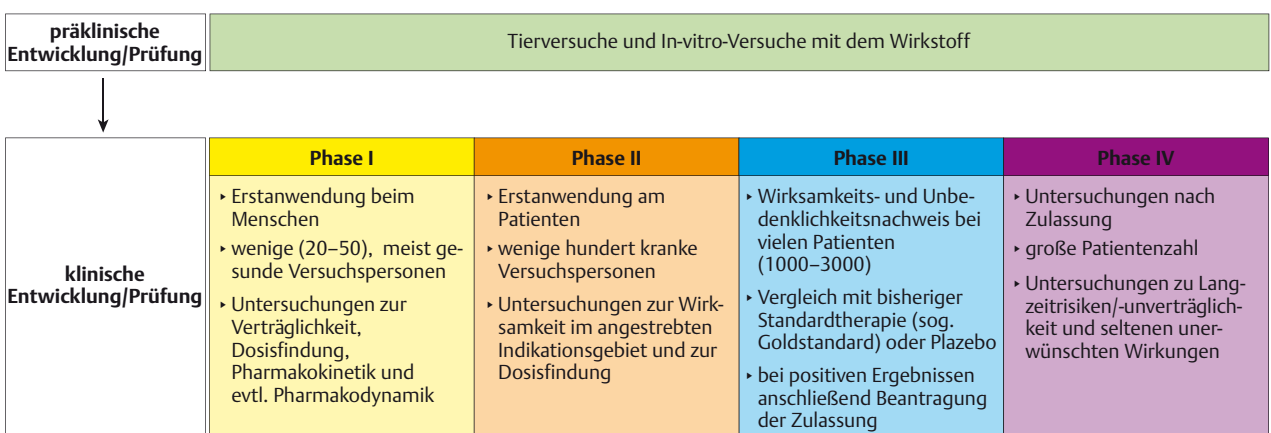 präklinische
Entwicklung/Prüfung
Tierversuche und In-vitro-Versuche mit dem Wirkstoff
klinische
Entwicklung/Prüfung
Phase I
‣ Erstanwendung beim
Menschen
‣ wenige (20–50), meist ge-
sunde Versuchspersonen
‣ Untersuchungen zur
Verträglichkeit,
Dosisfindung,
Pharmakokinetik und
evtl. Pharmakodynamik
Phase II
‣ Erstanwendung am
Patienten
‣ wenige hundert kranke
Versuchspersonen
‣ Untersuchungen zur Wirk-
samkeit im angestrebten
Indikationsgebiet und zur
Dosisfindung
Phase III
‣ Wirksamkeits- und Unbe-
denklichkeitsnachweis bei
vielen Patienten
(1000–3000)
‣ Vergleich mit bisheriger
Standardtherapie (sog.
Goldstandard) oder Plazebo
‣ bei positiven Ergebnissen
anschließend Beantragung
der Zulassung
Phase IV
‣ Untersuchungen nach
Zulassung
‣ große Patientenzahl
‣ Untersuchungen zu Lang-
zeitrisiken/-unverträglich-
keit und seltenen uner-
wünschten Wirkungen